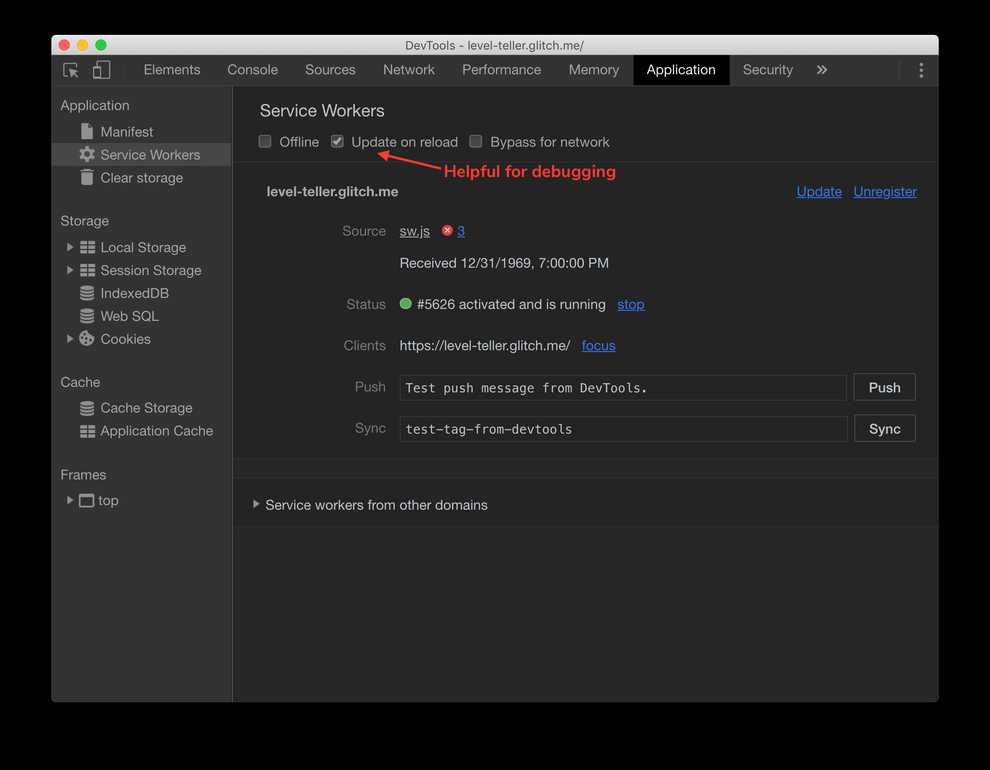 DevTools - level-teller.glitch.me/
Elements Console Sources Network Performance Memory Application Security »
Application
Manifest
Service Workers
Clear storage
Storage
Local Storage
Session Storage
IndexedDB
Web SQL
Cookies
Cache
Cache Storage
Application Cache
Frames
top
Service Workers
Offline Update on reload Bypass for network
Helpful for debugging
level-teller.glitch.me Update Unregister
Source sw.js 3
Received 12/31/1969, 7:00:00 PM
Status #5626 activated and is running stop
Clients https://level-teller.glitch.me/ focus
Push Test push message from DevTools. Push
Sync test-tag-from-devtools Sync
Service workers from other domains